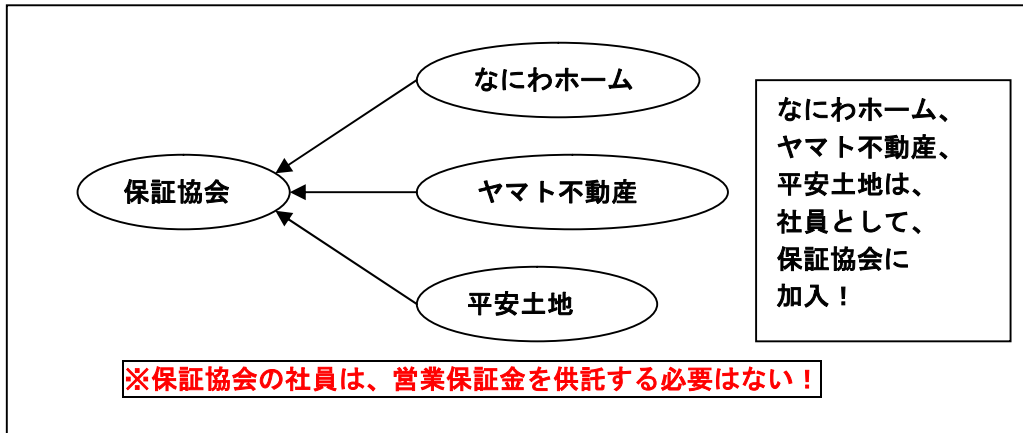 なにわホーム
保証協会
ヤマト不動産
平安土地
なにわホーム、
ヤマト不動産、
平安土地は、
社員として、
保証協会に
加入！
※保証協会の社員は、営業保証金を供託する必要はない！